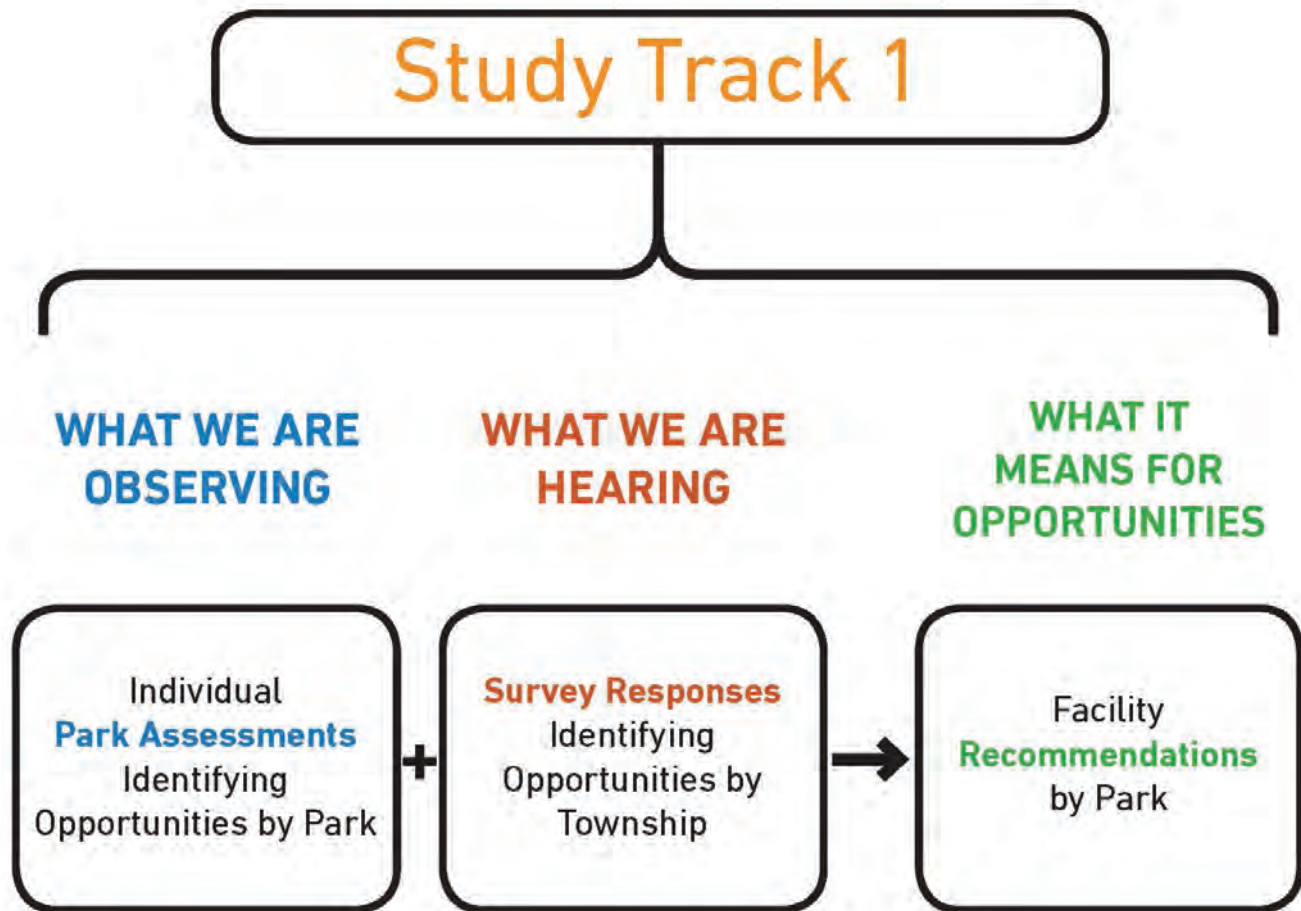 Study Track 1
WHAT WE ARE
OBSERVING
WHAT WE ARE
HEARING
WHAT IT
MEANS FOR
OPPORTUNITIES
Individual
Park Assessments
Identifying
Opportunities by Park
+
Survey Responses
Identifying
Opportunities by
Township
Facility
Recommendations
by Park